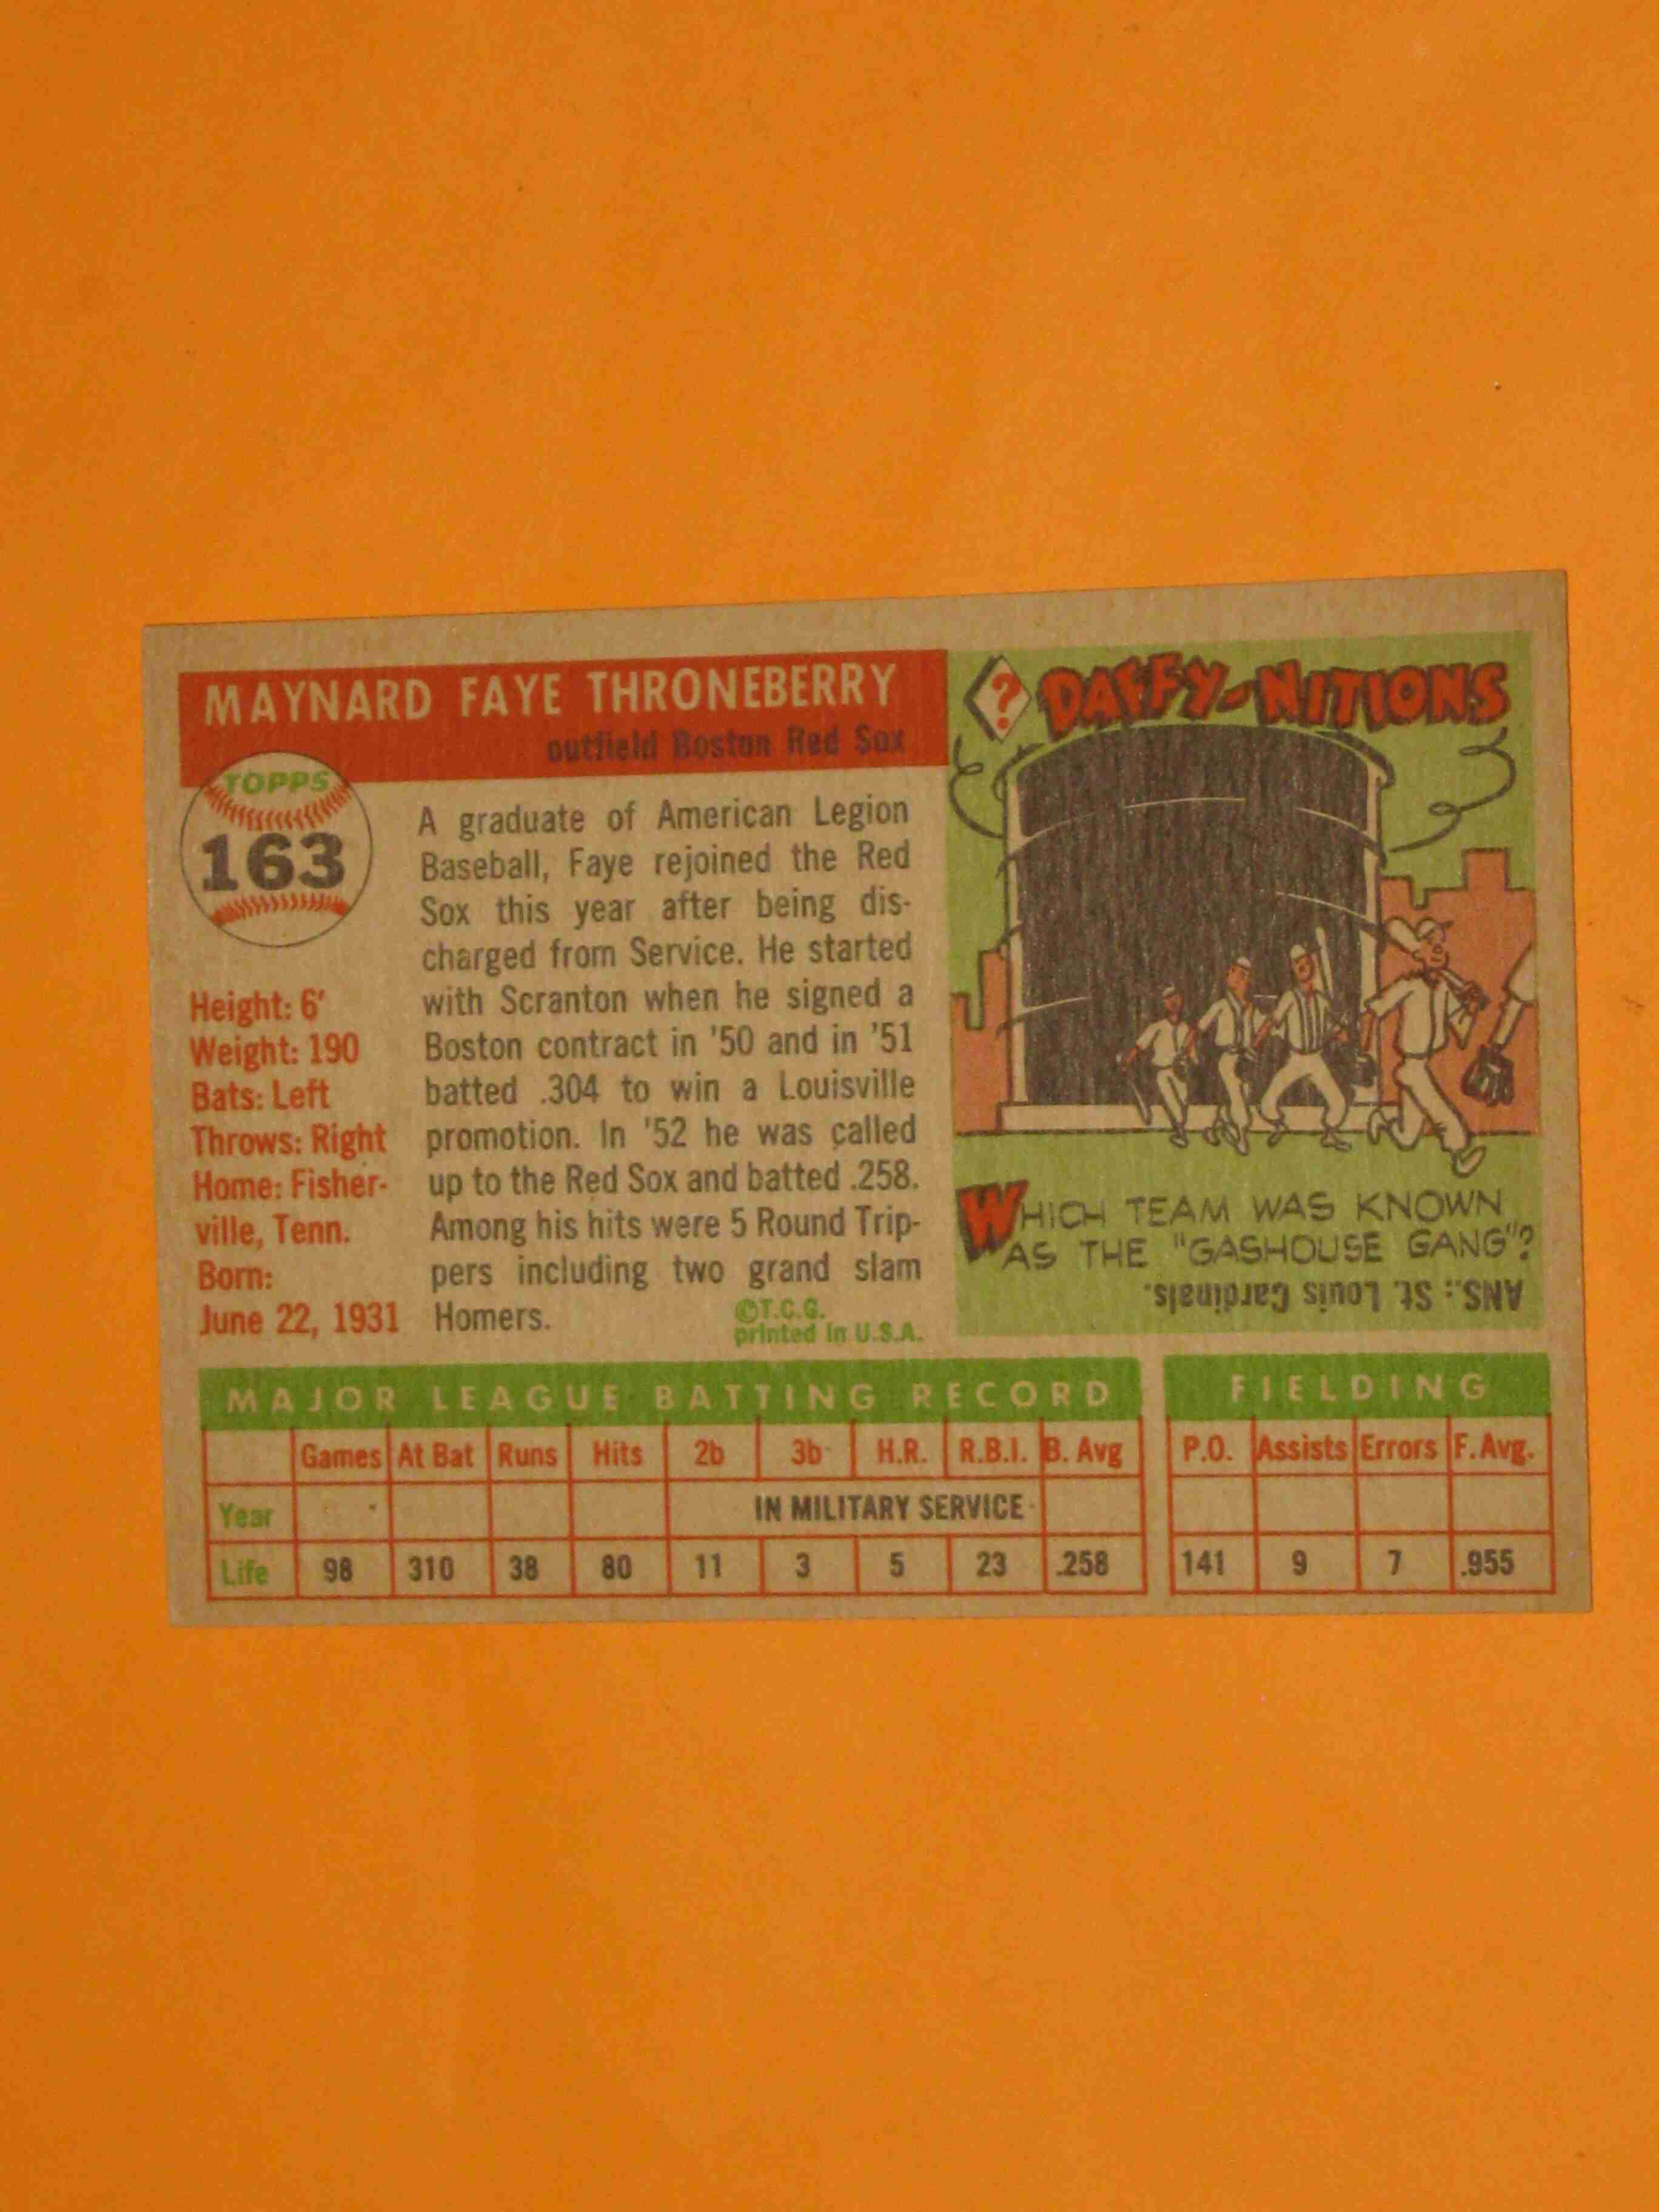 MAYNARD FAYE THRONEBERRY
outfield Boston Red Sox
TOPPS
163
Height: 6'
Weight: 190
Bats: Left
Throws: Right
Home: Fisher-
ville, Tenn.
Born:
June 22, 1931
A graduate of American Legion
Baseball, Faye rejoined the Red
Sox this year after being dis-
charged from Service. He started
with Scranton when he signed a
Boston contract in '50 and in '51
batted .304 to win a Louisville
promotion. In '52 he was called
up to the Red Sox and batted .258.
Among his hits were 5 Round Trip-
pers including two grand slam
Homers.
©T.C.G.
printed in U.S.A.
? DAFFY-NITIONS
WHICH TEAM WAS KNOWN
AS THE "GASHOUSE GANG"?
ANS.: St. Louis Cardinals.
MAJOR LEAGUE BATTING RECORD
Games At Bat Runs Hits 2b 3b H.R. R.B.I. B. Avg
Year IN MILITARY SERVICE
Life 98 310 38 80 11 3 5 23 .258
FIELDING
P.O. Assists Errors F. Avg.
141 9 7 .955